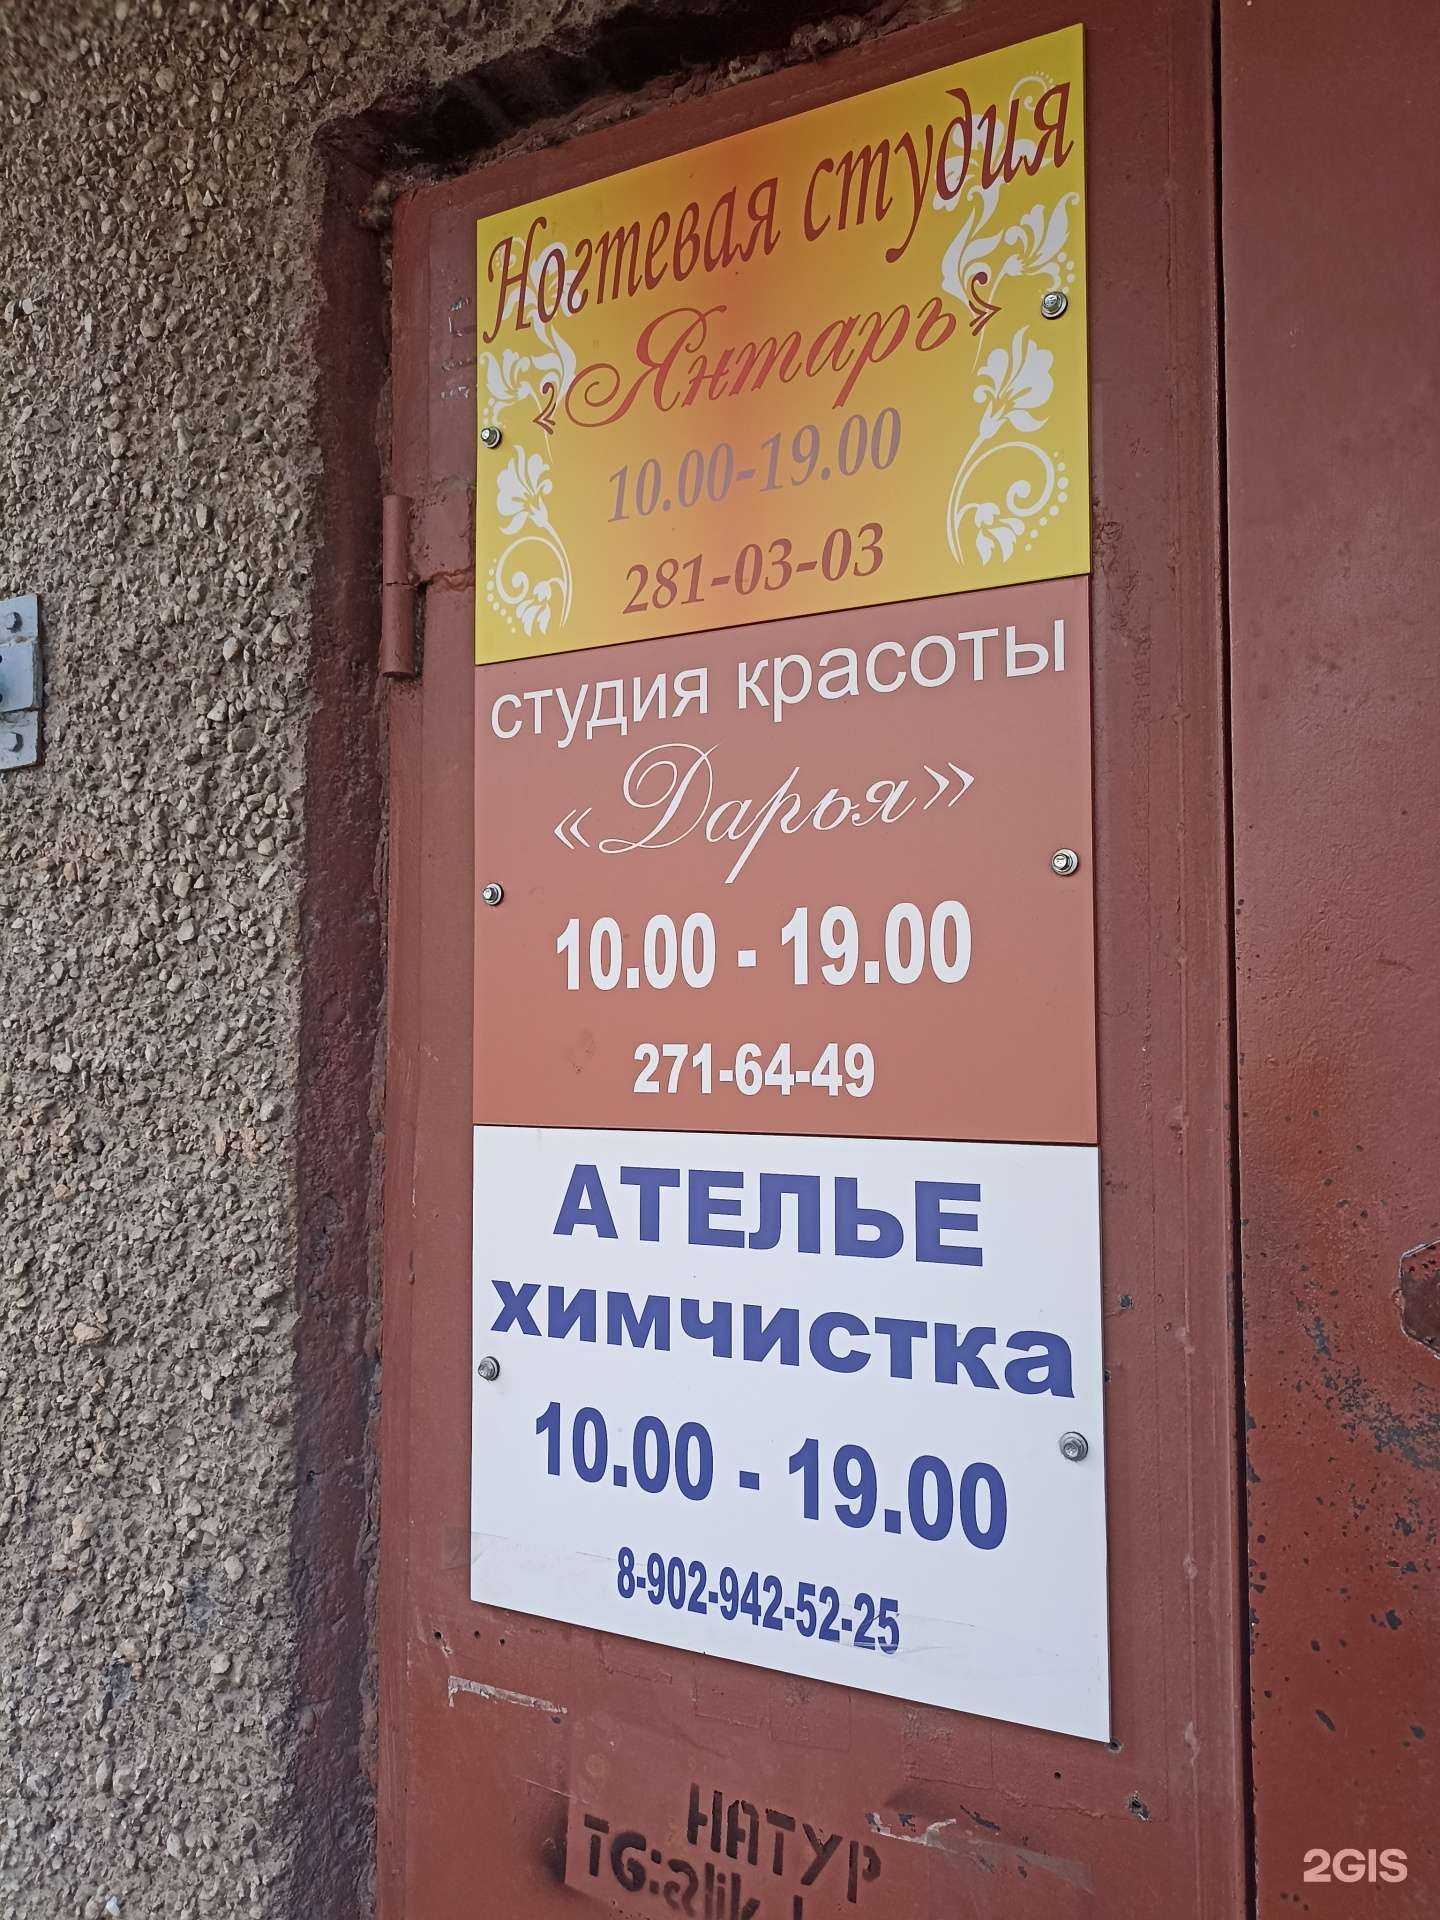 Ногтевая студия
«Янтарь»
10.00-19.00
281-03-03
студия красоты
«Дарья»
10.00 - 19.00
271-64-49
АТЕЛЬЕ
химчистка
10.00 - 19.00
8-902-942-52-25
НАТУР
TG:
2GIS